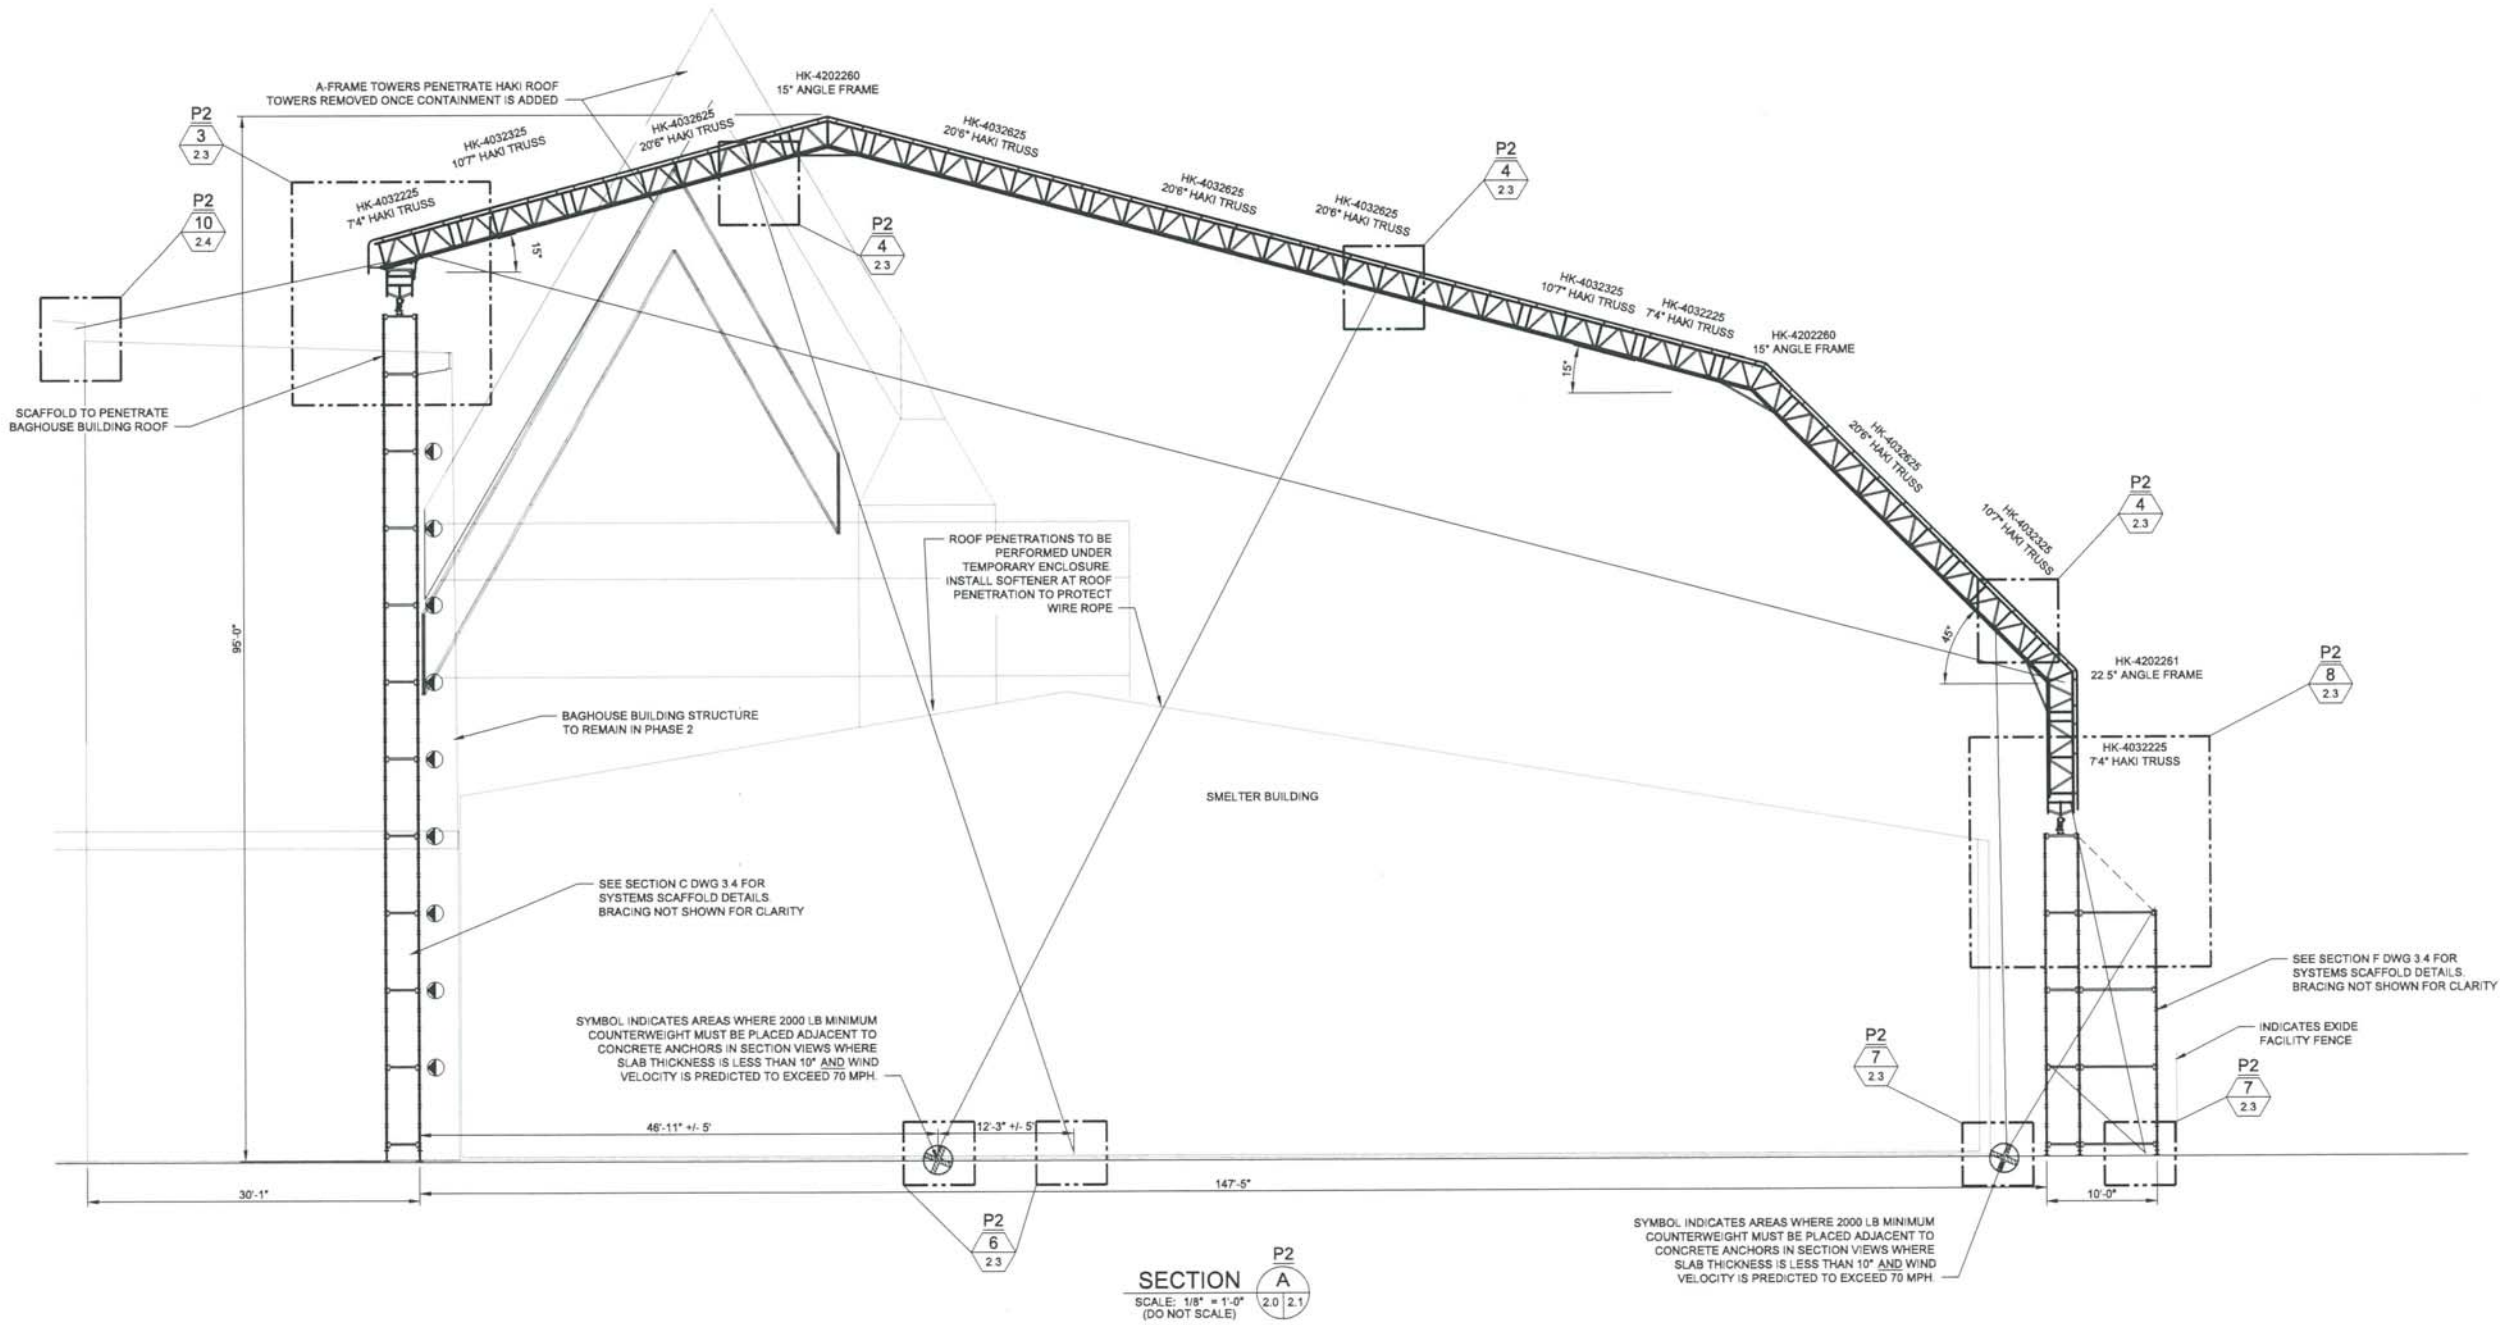 A-FRAME TOWERS PENETRATE HAKI ROOF
TOWERS REMOVED ONCE CONTAINMENT IS ADDED
HK-4202260
15° ANGLE FRAME
P2
3
2.3
HK-4032325
10'7" HAKI TRUSS
HK-4032625
20'6" HAKI TRUSS
HK-4032625
20'6" HAKI TRUSS
P2
4
2.3
HK-4032225
7'4" HAKI TRUSS
P2
10
2.4
HK-4032625
20'6" HAKI TRUSS
HK-4032625
20'6" HAKI TRUSS
P2
4
2.3
15°
HK-4032325
10'7" HAKI TRUSS
HK-4032225
7'4" HAKI TRUSS
HK-4202260
15° ANGLE FRAME
15°
SCAFFOLD TO PENETRATE
BAGHOUSE BUILDING ROOF
HK-4032625
20'6" HAKI TRUSS
P2
4
2.3
HK-4032325
10'7" HAKI TRUSS
ROOF PENETRATIONS TO BE
PERFORMED UNDER
TEMPORARY ENCLOSURE.
INSTALL SOFTENER AT ROOF
PENETRATION TO PROTECT
WIRE ROPE
95'-0"
45°
HK-4202261
22.5° ANGLE FRAME
P2
8
2.3
BAGHOUSE BUILDING STRUCTURE
TO REMAIN IN PHASE 2
HK-4032225
7'4" HAKI TRUSS
SMELTER BUILDING
SEE SECTION C DWG 3.4 FOR
SYSTEMS SCAFFOLD DETAILS.
BRACING NOT SHOWN FOR CLARITY
SEE SECTION F DWG 3.4 FOR
SYSTEMS SCAFFOLD DETAILS.
BRACING NOT SHOWN FOR CLARITY
SYMBOL INDICATES AREAS WHERE 2000 LB MINIMUM
COUNTERWEIGHT MUST BE PLACED ADJACENT TO
CONCRETE ANCHORS IN SECTION VIEWS WHERE
SLAB THICKNESS IS LESS THAN 10" AND WIND
VELOCITY IS PREDICTED TO EXCEED 70 MPH.
INDICATES EXIDE
FACILITY FENCE
P2
7
2.3
P2
7
2.3
46'-11" +/- 5'
12'-3" +/- 5'
30'-1"
147'-5"
10'-0"
P2
6
2.3
SYMBOL INDICATES AREAS WHERE 2000 LB MINIMUM
COUNTERWEIGHT MUST BE PLACED ADJACENT TO
CONCRETE ANCHORS IN SECTION VIEWS WHERE
SLAB THICKNESS IS LESS THAN 10" AND WIND
VELOCITY IS PREDICTED TO EXCEED 70 MPH.
SECTION
SCALE: 1/8" = 1'-0"
(DO NOT SCALE)
P2
A
2.0 2.1